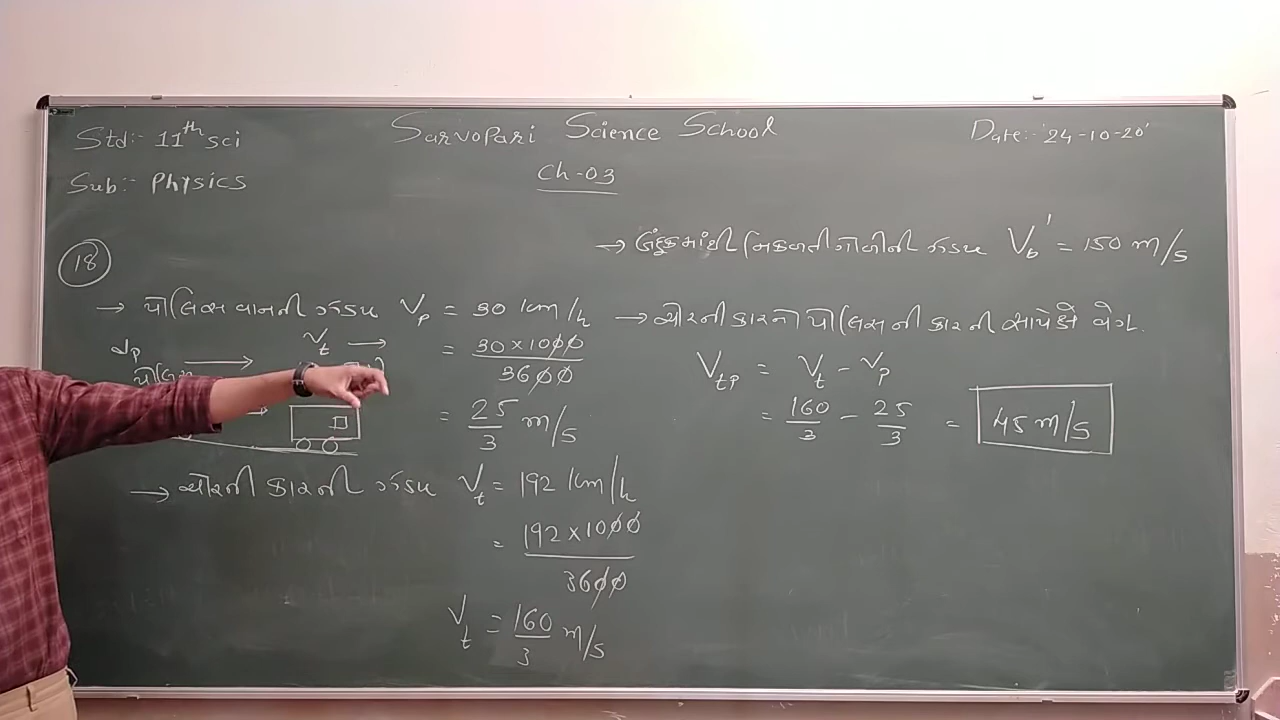 Std:- 11th sci
Sarvopari Science School
Date:- 24-10-20
Sub:- Physics
Ch-03
18
→ બંદૂકમાંથી નિકળતી ગોળીની ઝડપ Vb' = 150 m/s
→ પોલિસ વાનની ઝડપ Vp = 30 km/h
= 30 × 1000 / 3600
= 25/3 m/s
Vp
પોલિસ
Vt →
→ ચોરની કારની ઝડપ Vt = 192 km/h
= 192 × 1000 / 3600
Vt = 160/3 m/s
→ ચોરની કારનો પોલિસની કારની સાપેક્ષે વેગ.
Vtp = Vt - Vp
= 160/3 - 25/3 = 45 m/s